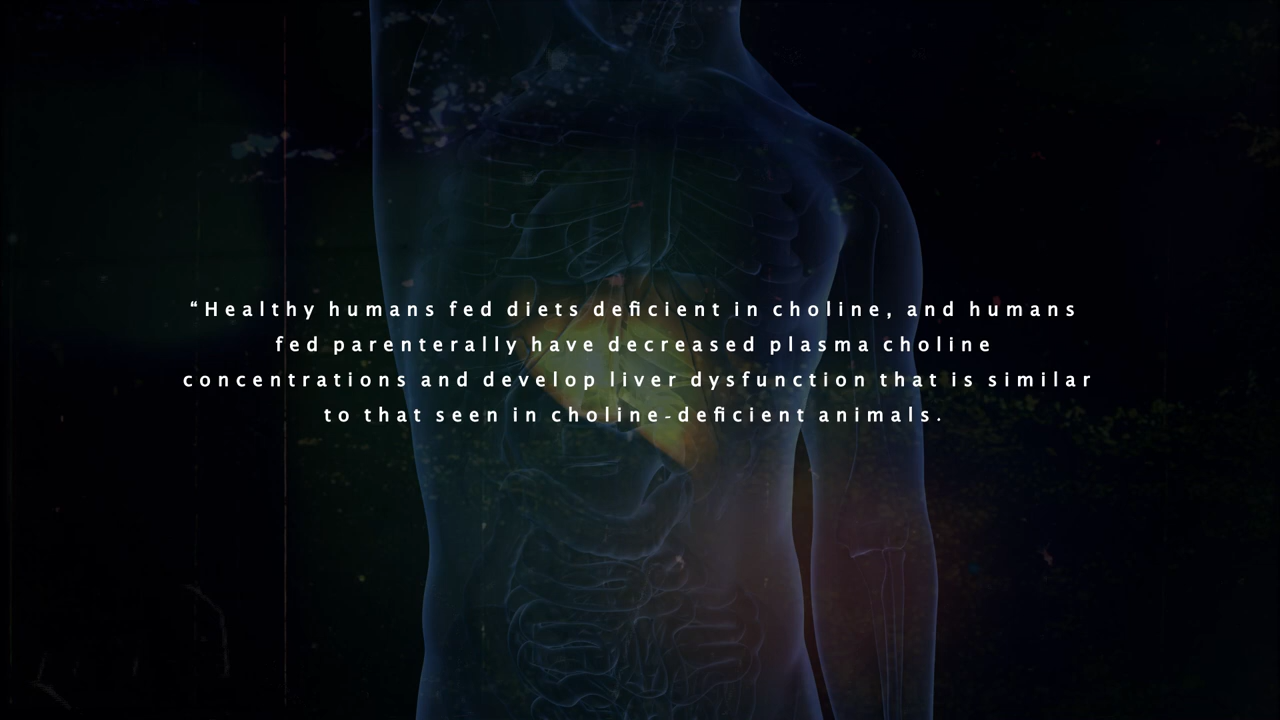 “Healthy humans fed diets deficient in choline, and humans
fed parenterally have decreased plasma choline
concentrations and develop liver dysfunction that is similar
to that seen in choline-deficient animals.